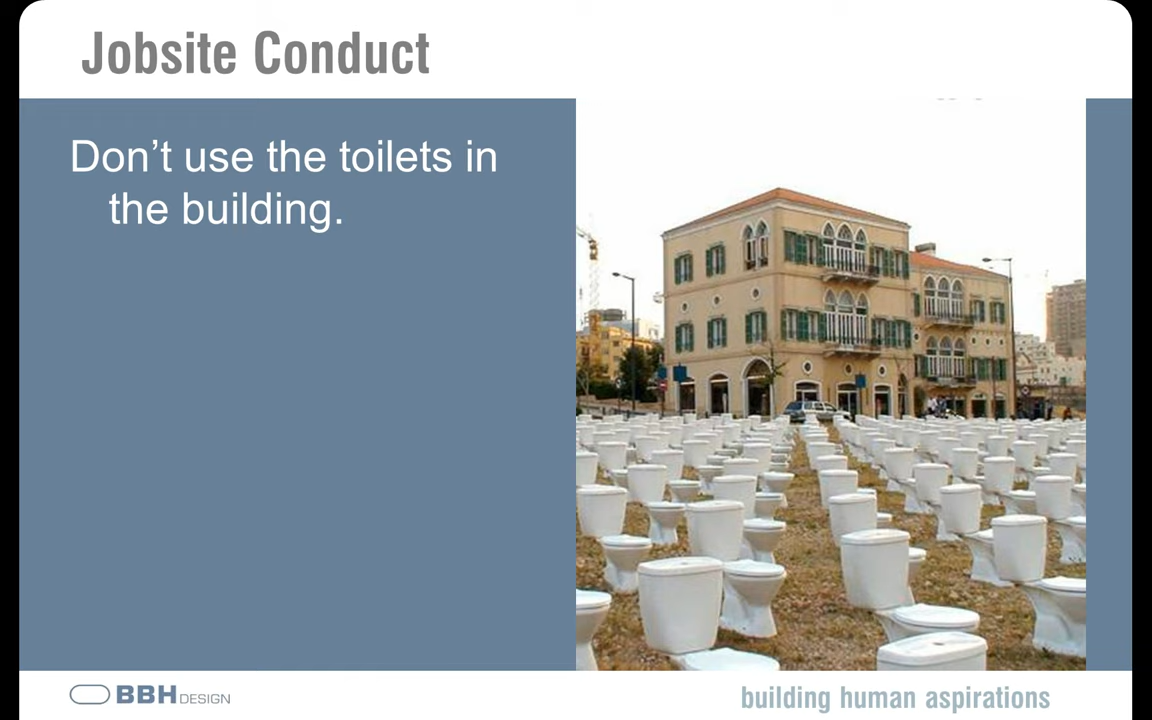 Jobsite Conduct
Don’t use the toilets in
the building.
BBH DESIGN
building human aspirations